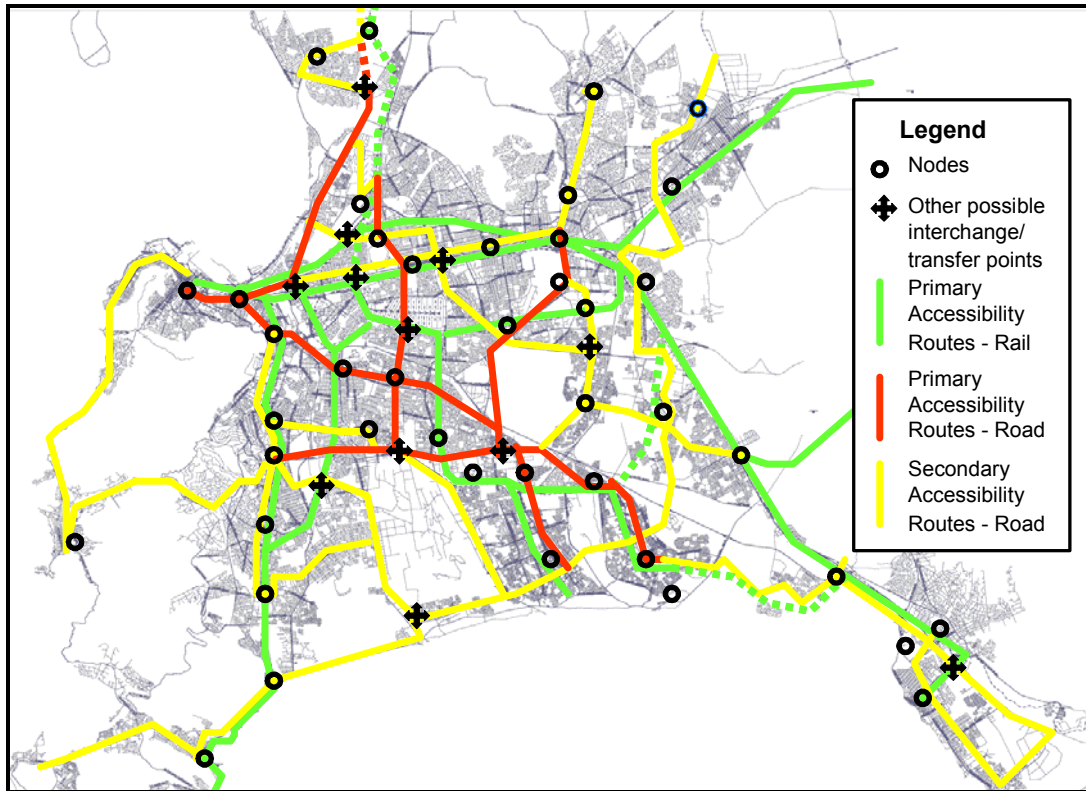 Legend
Nodes
Other possible
interchange/
transfer points
Primary
Accessibility
Routes - Rail
Primary
Accessibility
Routes - Road
Secondary
Accessibility
Routes - Road